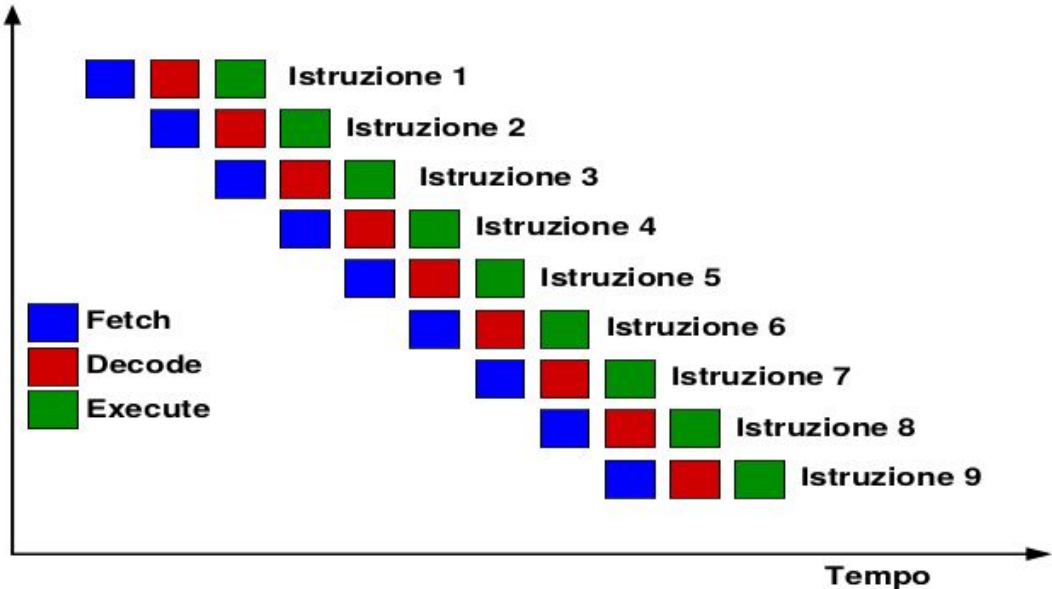 Istruzione 1
Istruzione 2
Istruzione 3
Istruzione 4
Istruzione 5
Istruzione 6
Istruzione 7
Istruzione 8
Istruzione 9
Fetch
Decode
Execute
Tempo